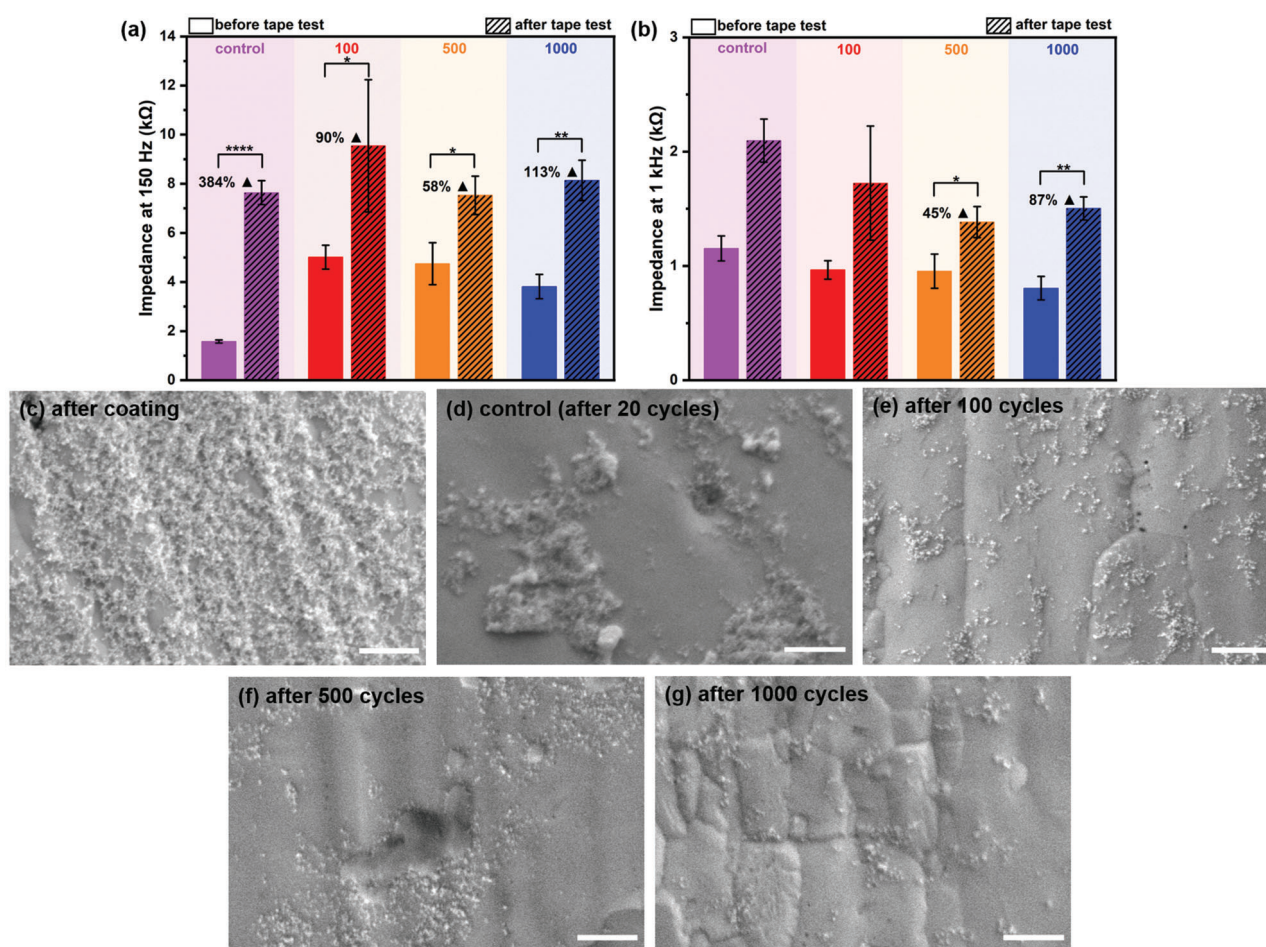 (a)
before tape test
after tape test
Impedance at 150 Hz (kΩ)
14
12
10
8
6
4
2
0
control
100
500
1000
****
*
*
**
384% ▲
90% ▲
58% ▲
113% ▲
(b)
before tape test
after tape test
Impedance at 1 kHz (kΩ)
3
2
1
0
control
100
500
1000
*
**
45% ▲
87% ▲
(c) after coating
(d) control (after 20 cycles)
(e) after 100 cycles
(f) after 500 cycles
(g) after 1000 cycles